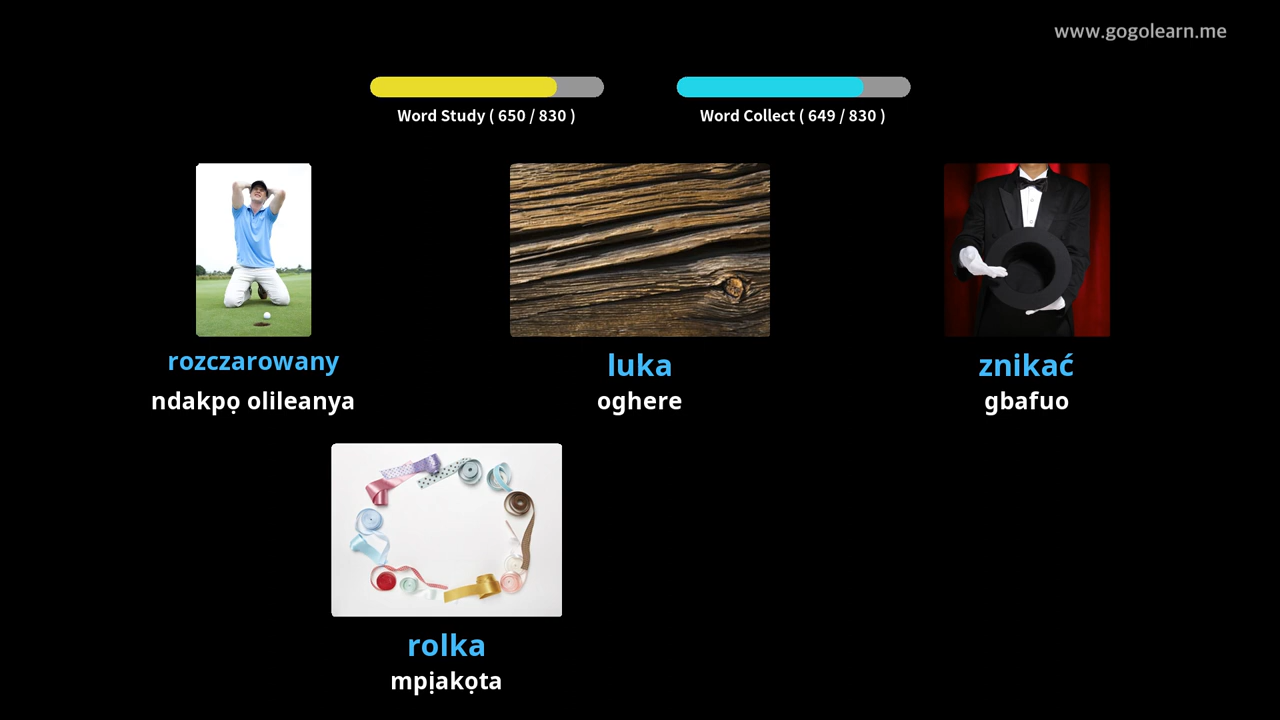 www.gogolearn.me
Word Study ( 650 / 830 )
Word Collect ( 649 / 830 )
rozczarowany
ndakpọ olileanya
luka
oghere
znikać
gbafuo
rolka
mpịakọta